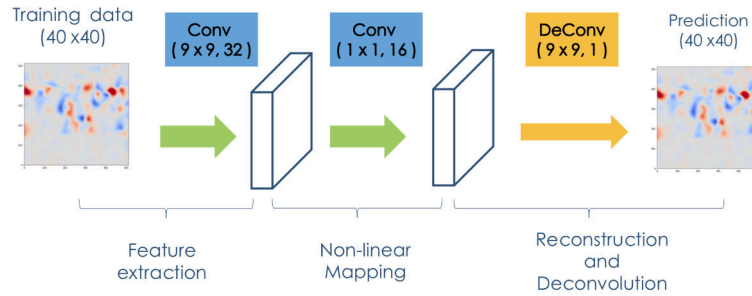 Training data
(40 x40)
Conv
( 9 x 9, 32 )
Conv
( 1 x 1, 16 )
DeConv
( 9 x 9, 1 )
Prediction
(40 x40)
Feature
extraction
Non-linear
Mapping
Reconstruction
and
Deconvolution